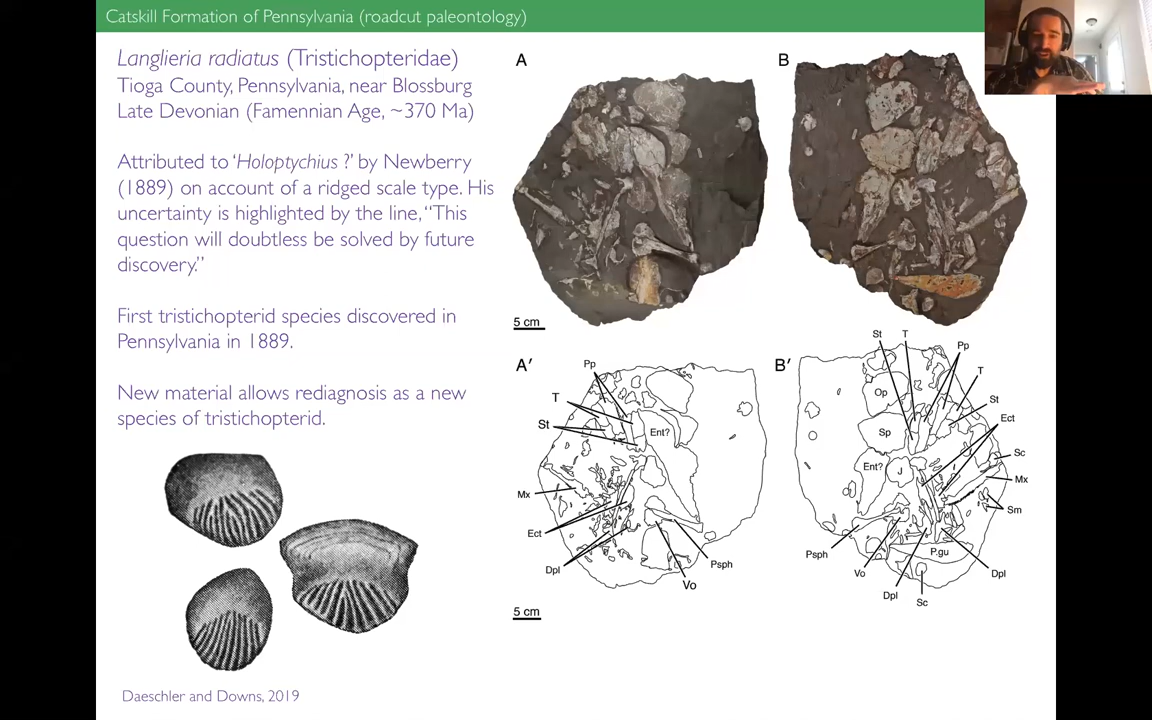 Catskill Formation of Pennsylvania (roadcut paleontology)
Langlieria radiatus (Tristichopteridae)
Tioga County, Pennsylvania, near Blossburg
Late Devonian (Famennian Age, ~370 Ma)
Attributed to ‘Holoptychius ?’ by Newberry
(1889) on account of a ridged scale type. His
uncertainty is highlighted by the line, “This
question will doubtless be solved by future
discovery.”
First tristichopterid species discovered in
Pennsylvania in 1889.
New material allows rediagnosis as a new
species of tristichopterid.
Daeschler and Downs, 2019
A
B
5 cm
A′
Pp
T
St
Ent?
Mx
Ect
Dpl
Vo
Psph
5 cm
B′
St
T
Pp
T
St
Ect
Op
Sp
Ent?
J
Sc
Mx
Sm
Psph
Vo
P.gu
Dpl
Sc
Dpl